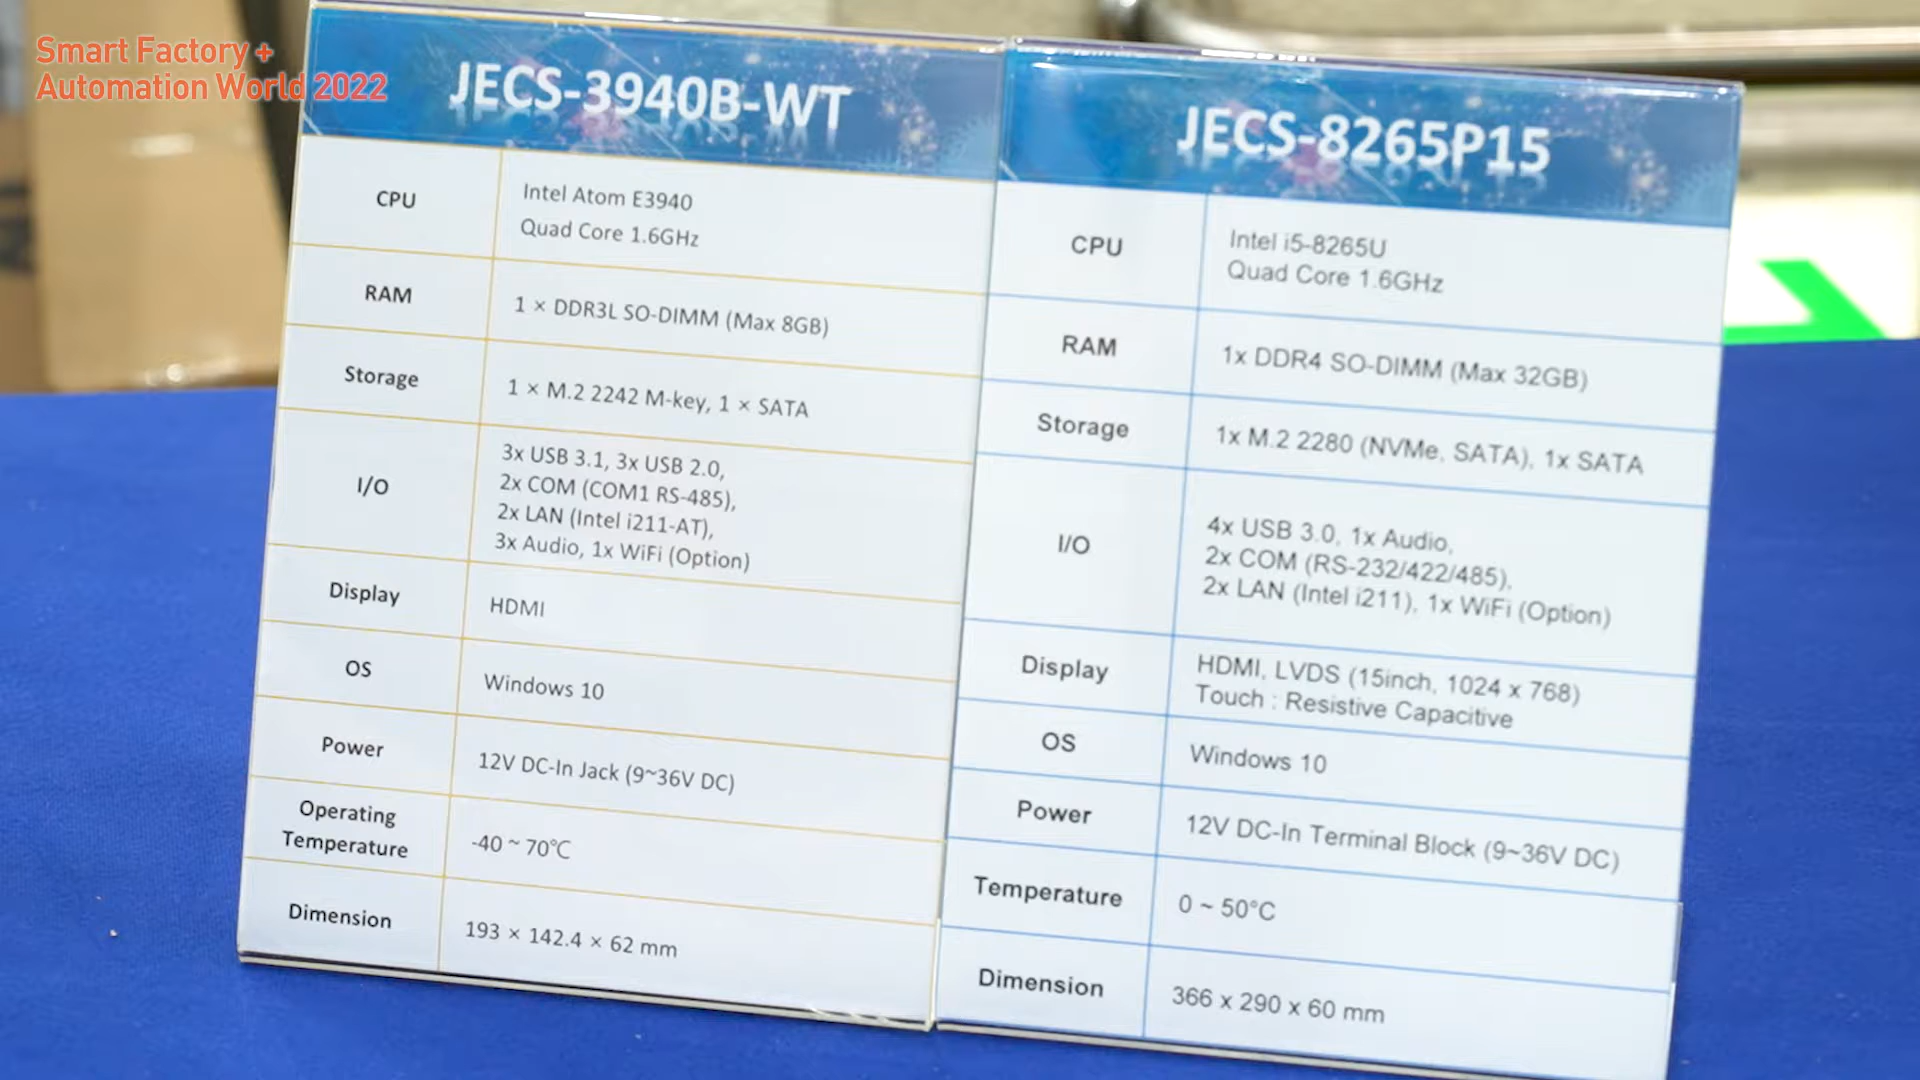 Smart Factory +
Automation World 2022
JECS-3940B-WT
CPU
Intel Atom E3940
Quad Core 1.6GHz
RAM
1 × DDR3L SO-DIMM (Max 8GB)
Storage
1 × M.2 2242 M-key, 1 × SATA
I/O
3x USB 3.1, 3x USB 2.0,
2x COM (COM1 RS-485),
2x LAN (Intel i211-AT),
3x Audio, 1x WiFi (Option)
Display
HDMI
OS
Windows 10
Power
12V DC-In Jack (9~36V DC)
Operating
Temperature
-40 ~ 70℃
Dimension
193 × 142.4 × 62 mm
JECS-8265P15
CPU
Intel i5-8265U
Quad Core 1.6GHz
RAM
1x DDR4 SO-DIMM (Max 32GB)
Storage
1x M.2 2280 (NVMe, SATA), 1x SATA
I/O
4x USB 3.0, 1x Audio,
2x COM (RS-232/422/485),
2x LAN (Intel i211), 1x WiFi (Option)
Display
HDMI, LVDS (15inch, 1024 x 768)
Touch : Resistive Capacitive
OS
Windows 10
Power
12V DC-In Terminal Block (9~36V DC)
Temperature
0 ~ 50°C
Dimension
366 x 290 x 60 mm